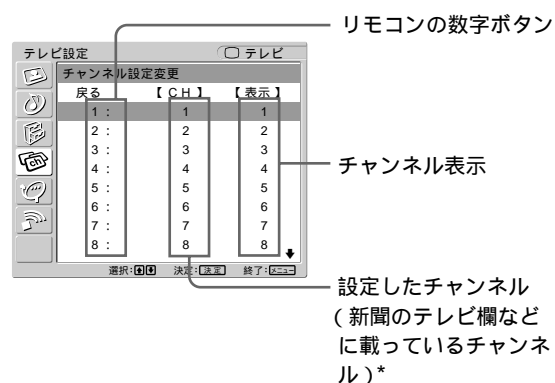 リモコンの数字ボタン
テレビ設定 テレビ
チャンネル設定変更
戻る 【CH】 【表示】
1: 1 1
2: 2 2
3: 3 3
4: 4 4
5: 5 5
6: 6 6
7: 7 7
8: 8 8
選択: 決定:決定 終了:メニュー
チャンネル表示
設定したチャンネル
(新聞のテレビ欄など
に載っているチャンネ
ル)*